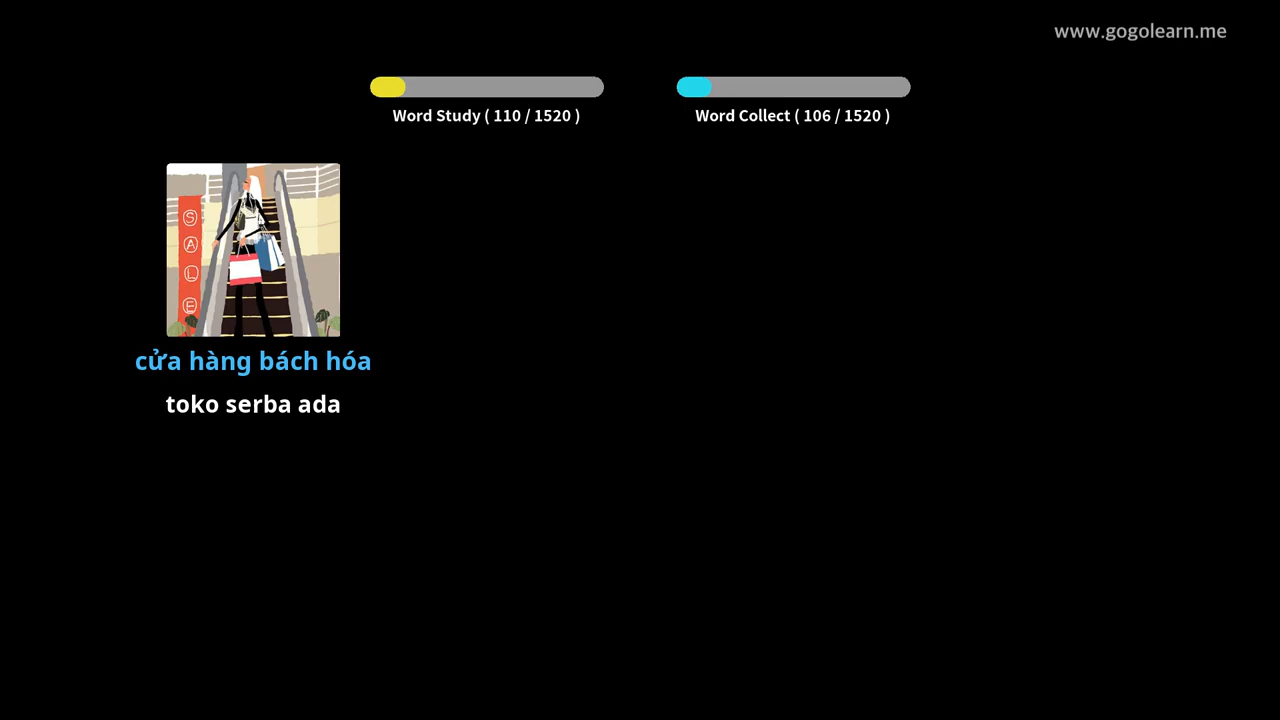 www.gogolearn.me
Word Study ( 110 / 1520 )
Word Collect ( 106 / 1520 )
SALE
cửa hàng bách hóa
toko serba ada